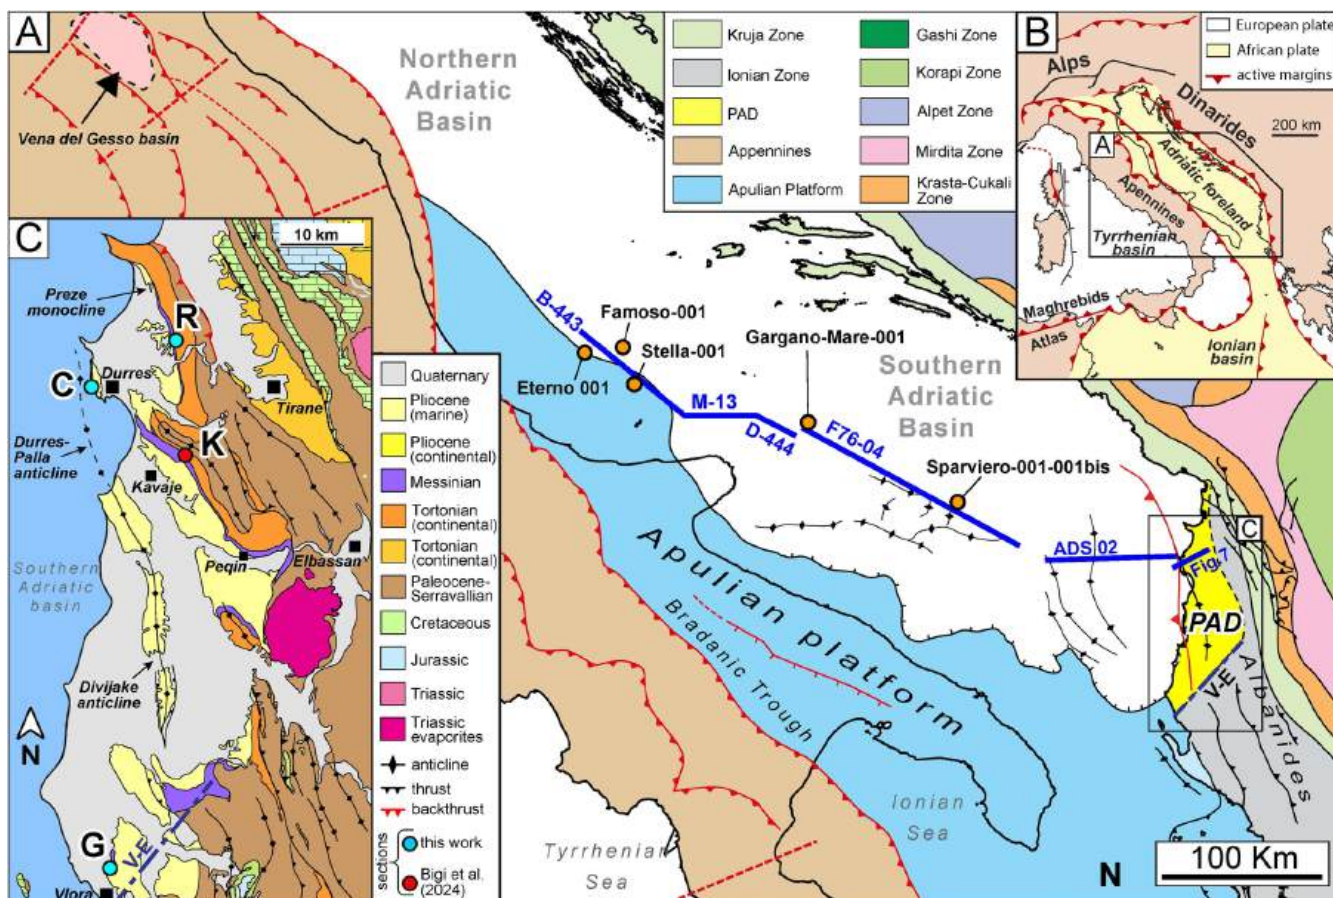 A
Northern
Adriatic
Basin
Vena del Gesso basin
Kruja Zone
Ionian Zone
PAD
Appennines
Apulian Platform
Gashi Zone
Korapi Zone
Alpet Zone
Mirdita Zone
Krasta-Cukali
Zone
B
European plate
African plate
active margins
Alps
Dinarides
200 km
A
Adriatic foreland
Apennines
Tyrrhenian
basin
Maghrebids
Atlas
Ionian
basin
C
10 km
Preze
monocline
R
C
Durres
Tirane
Durres-
Palla
anticline
K
Kavaje
Peqin
Elbassan
Southern
Adriatic
basin
Divijake
anticline
N
G
V-E
Vlora
Quaternary
Pliocene
(marine)
Pliocene
(continental)
Messinian
Tortonian
(continental)
Tortonian
(continental)
Paleocene-
Serravallian
Cretaceous
Jurassic
Triassic
Triassic
evaporites
anticline
thrust
backthrust
sections
this work
Bigi et al.
(2024)
B-443
Famoso-001
Stella-001
Eterno 001
Gargano-Mare-001
M-13
D-444
F76-04
Southern
Adriatic
Basin
Sparviero-001-001bis
ADS 02
Fig. 7
C
PAD
V-E
Albanides
Apulian platform
Bradanic Trough
Ionian
Sea
Tyrrhenian
Sea
N
100 Km